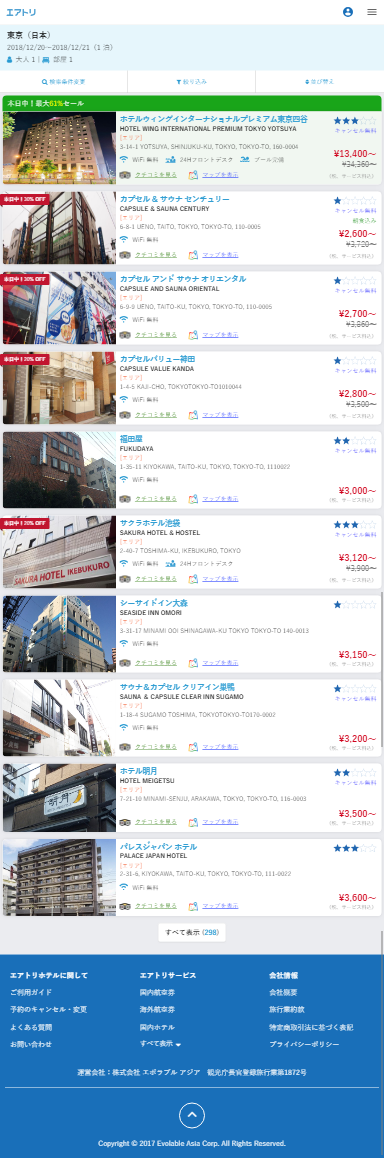 エアトリ
東京（日本）
2018/12/20～2018/12/21（1 泊）
大人 1 | 部屋 1
検索条件変更
絞り込み
並び替え
本日中！最大61%セール
ホテルウィングインターナショナルプレミアム東京四谷
HOTEL WING INTERNATIONAL PREMIUM TOKYO YOTSUYA
[エリア]
3-14-1 YOTSUYA, SHINJUKU-KU, TOKYO, TOKYO-TO, 160-0004
WiFi 無料 24Hフロントデスク プール完備
クチコミを見る マップを表示
キャンセル無料
¥13,400～
¥34,360～
(税、サービス料込)
本日中！30% OFF
カプセル & サウナ センチュリー
CAPSULE & SAUNA CENTURY
[エリア]
6-8-1 UENO, TAITO, TOKYO, TOKYO-TO, 110-0005
WiFi 無料
クチコミを見る マップを表示
キャンセル無料
朝食込み
¥2,600～
¥3,720～
(税、サービス料込)
本日中！30% OFF
カプセル アンド サウナ オリエンタル
CAPSULE AND SAUNA ORIENTAL
[エリア]
6-9-9 UENO, TAITO-KU, TOKYO, TOKYO-TO, 110-0005
WiFi 無料
クチコミを見る マップを表示
キャンセル無料
¥2,700～
¥3,860～
(税、サービス料込)
本日中！20% OFF
カプセルバリュー神田
CAPSULE VALUE KANDA
[エリア]
1-4-5 KAJI-CHO, TOKYOTOKYO-TO1010044
WiFi 無料
クチコミを見る マップを表示
キャンセル無料
¥2,800～
¥3,500～
(税、サービス料込)
福田屋
FUKUDAYA
[エリア]
1-35-11 KIYOKAWA, TAITO-KU, TOKYO, TOKYO-TO, 1110022
WiFi 無料
クチコミを見る マップを表示
キャンセル無料
¥3,000～
(税、サービス料込)
本日中！20% OFF
サクラホテル池袋
SAKURA HOTEL & HOSTEL
[エリア]
2-40-7 TOSHIMA-KU, IKEBUKURO, TOKYO
WiFi 無料 24Hフロントデスク
クチコミを見る マップを表示
SAKURA HOTEL IKEBUKURO
キャンセル無料
¥3,120～
¥3,900～
(税、サービス料込)
シーサイドイン大森
SEASIDE INN OMORI
[エリア]
3-31-17 MINAMI OOI SHINAGAWA-KU TOKYO TOKYO-TO 140-0013
WiFi 無料
クチコミを見る マップを表示
¥3,150～
(税、サービス料込)
サウナ＆カプセル クリアイン巣鴨
SAUNA & CAPSULE CLEAR INN SUGAMO
[エリア]
1-18-4 SUGAMO TOSHIMA, TOKYOTOKYO-TO170-0002
WiFi 無料
クチコミを見る マップを表示
キャンセル無料
¥3,200～
(税、サービス料込)
ホテル明月
HOTEL MEIGETSU
[エリア]
7-21-10 MINAMI-SENJU, ARAKAWA, TOKYO, TOKYO-TO, 116-0003
WiFi 無料
クチコミを見る マップを表示
明月
キャンセル無料
¥3,500～
(税、サービス料込)
パレスジャパン ホテル
PALACE JAPAN HOTEL
[エリア]
2-31-6, KIYOKAWA, TAITO-KU, TOKYO, TOKYO-TO, 111-0022
WiFi 無料
クチコミを見る マップを表示
¥3,600～
(税、サービス料込)
すべて表示 (298)
エアトリホテルに関して
ご利用ガイド
予約のキャンセル・変更
よくある質問
お問い合わせ
エアトリサービス
国内航空券
海外航空券
国内ホテル
すべて表示
会社情報
会社概要
旅行業約款
特定商取引法に基づく表記
プライバシーポリシー
運営会社：株式会社 エボラブル アジア 観光庁長官登録旅行業第1872号
Copyright © 2017 Evolable Asia Corp. All Rights Reserved.